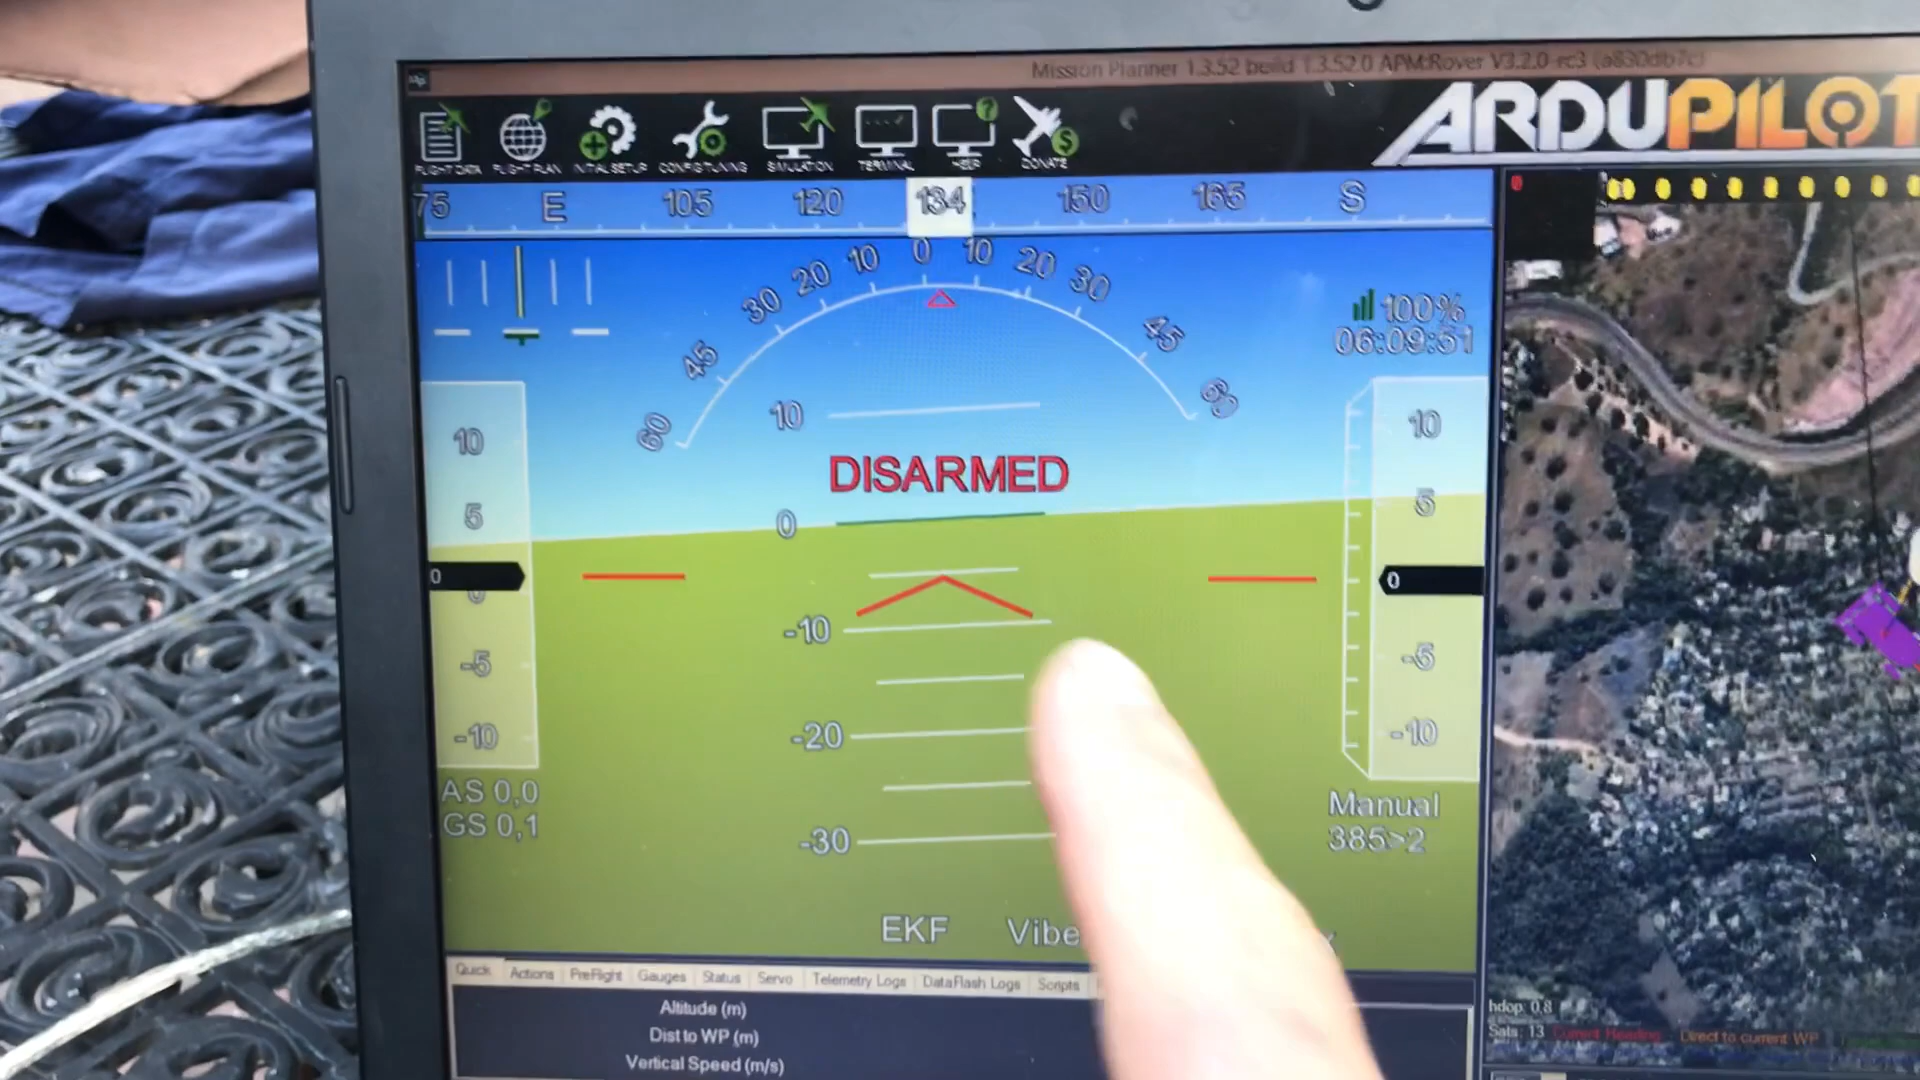 Mission Planner 1.3.52 build 1.3.52.0 APM:Rover V3.2.0-rc3 (a830db7c)
FLIGHT DATA FLIGHT PLAN INITIAL SETUP CONFIG/TUNING SIMULATION TERMINAL HELP DONATE
ARDUPILOT
75 E 105 120 134 150 165 S
60 45 30 20 10 0 10 20 30 45 60
100%
06:09:51
10
DISARMED
0
-10
-20
-30
10
5
0
0
-5
-10
AS 0,0
GS 0,1
10
5
0
-5
-10
Manual
385>2
EKF Vibe
Quick Actions PreFlight Gauges Status Servo Telemetry Logs DataFlash Logs Scripts
Altitude (m)
Dist to WP (m)
Vertical Speed (m/s)
hdop: 0.8
Sats: 13 Current Heading Direct to current WP